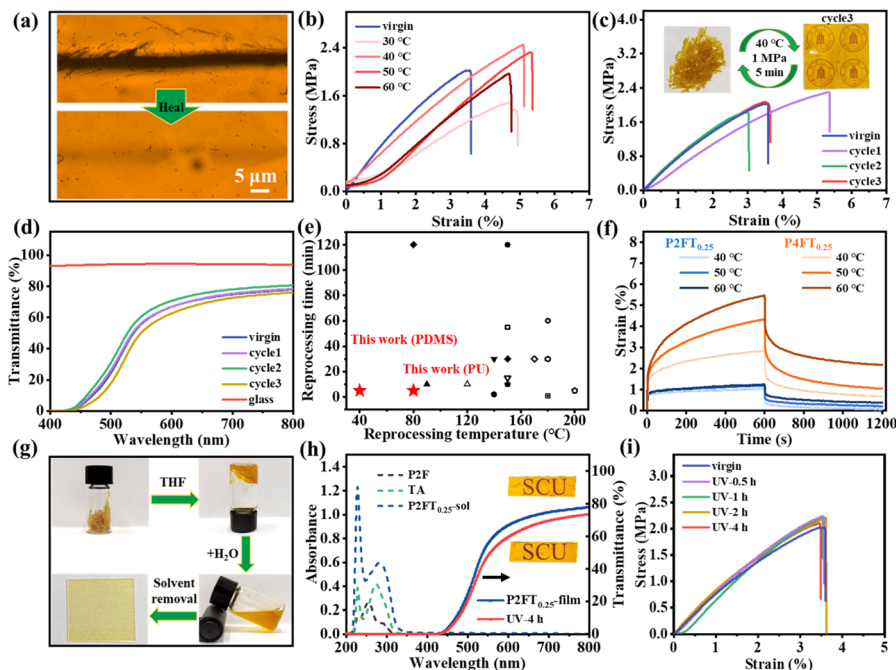 (a)
Heal
5 μm
(b)
Stress (MPa)
2.4
1.6
0.8
0.0
virgin
30 °C
40 °C
50 °C
60 °C
0 1 2 3 4 5 6 7
Strain (%)
(c)
Stress (MPa)
4.0
3.2
2.4
1.6
0.8
0.0
cycle3
40 °C
1 MPa
5 min
virgin
cycle1
cycle2
cycle3
0 1 2 3 4 5 6 7
Strain (%)
(d)
Transmittance (%)
100
80
60
40
20
0
virgin
cycle1
cycle2
cycle3
glass
400 500 600 700 800
Wavelength (nm)
(e)
Reprocessing time (min)
120
110
100
90
80
70
60
50
40
30
20
10
0
This work (PDMS)
This work (PU)
40 60 80 100 120 140 160 180 200
Reprocessing temperature (°C)
(f)
Strain (%)
8
7
6
5
4
3
2
1
0
P2FT0.25 P4FT0.25
40 °C 40 °C
50 °C 50 °C
60 °C 60 °C
0 200 400 600 800 1000 1200
Time (s)
(g)
THF
+H2O
Solvent
removal
(h)
Absorbance
1.4
1.2
1.0
0.8
0.6
0.4
0.2
0.0
P2F
TA
P2FT0.25-sol
SCU
SCU
P2FT0.25-film
UV-4 h
100
80
60
40
20
0
Transmittance (%)
200 300 400 500 600 700 800
Wavelength (nm)
(i)
Stress (MPa)
3.0
2.5
2.0
1.5
1.0
0.5
0.0
virgin
UV-0.5 h
UV-1 h
UV-2 h
UV-4 h
0 1 2 3 4 5
Strain (%)